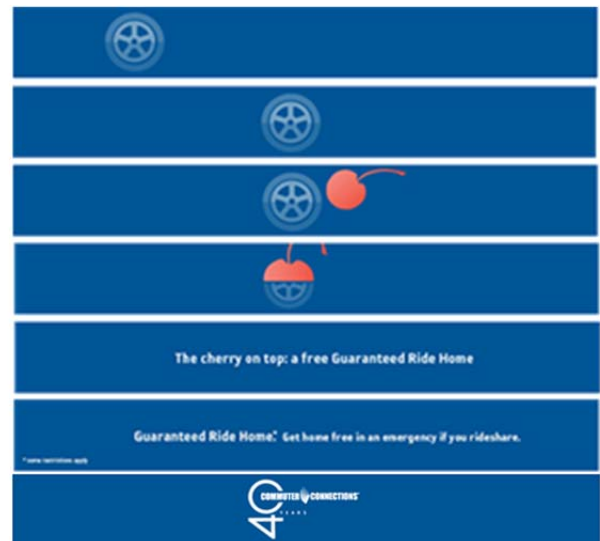 The cherry on top: a free Guaranteed Ride Home
Guaranteed Ride Home.* Get home free in an emergency if you rideshare.
* some restrictions apply
40
COMMUTER CONNECTIONS
YEARS